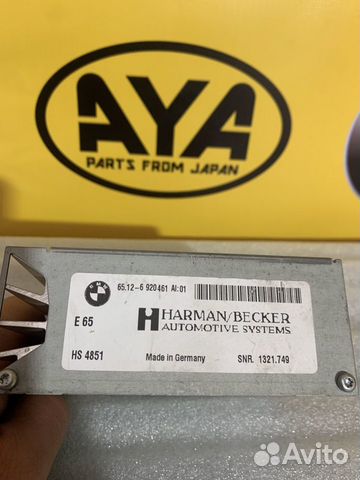 AYA
PARTS FROM JAPAN
BMW
65.12-6 920461 AI:01
E 65
HARMAN/BECKER
AUTOMOTIVE SYSTEMS
HS 4851
Made in Germany
SNR. 1321.749
Avito